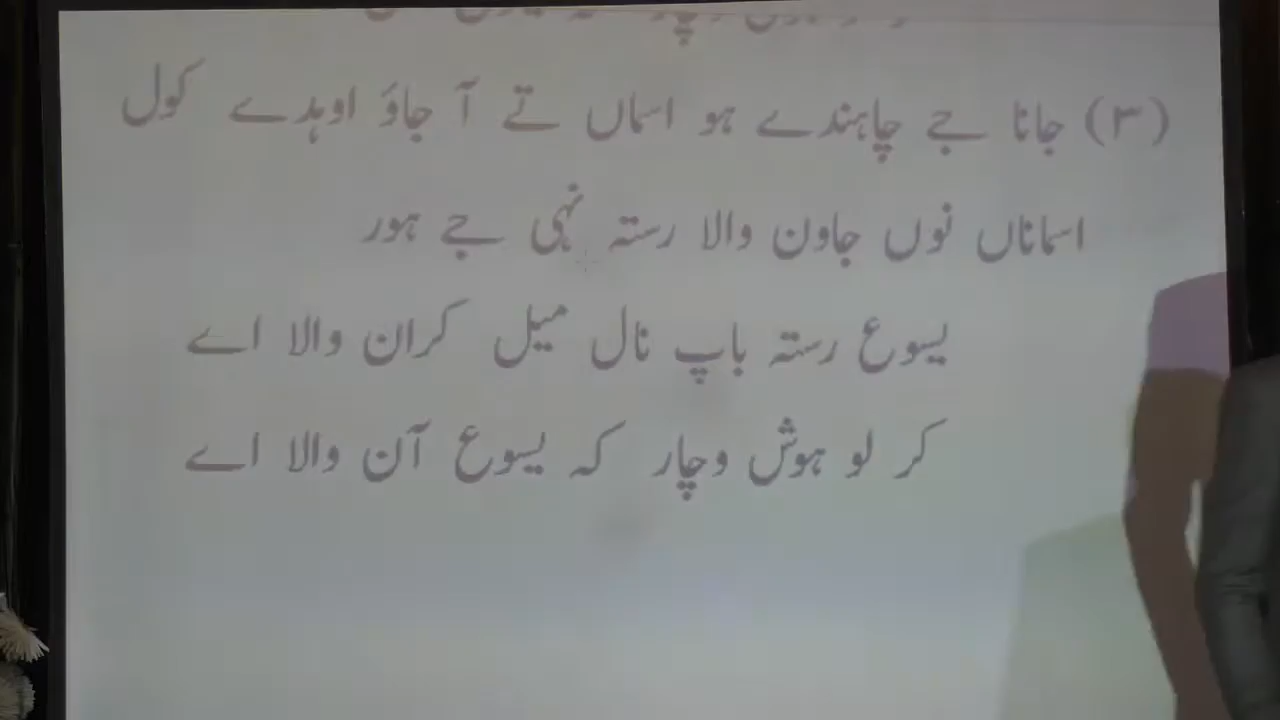 (۳) جانا جے چاہندے ہو اسماں تے آ جاؤ اوہدے کول
اسماناں نوں جاون والا رستہ نہی جے ہور
یسوع رستہ باپ نال میل کران والا اے
کر لو ہوش وچار کہ یسوع آن والا اے